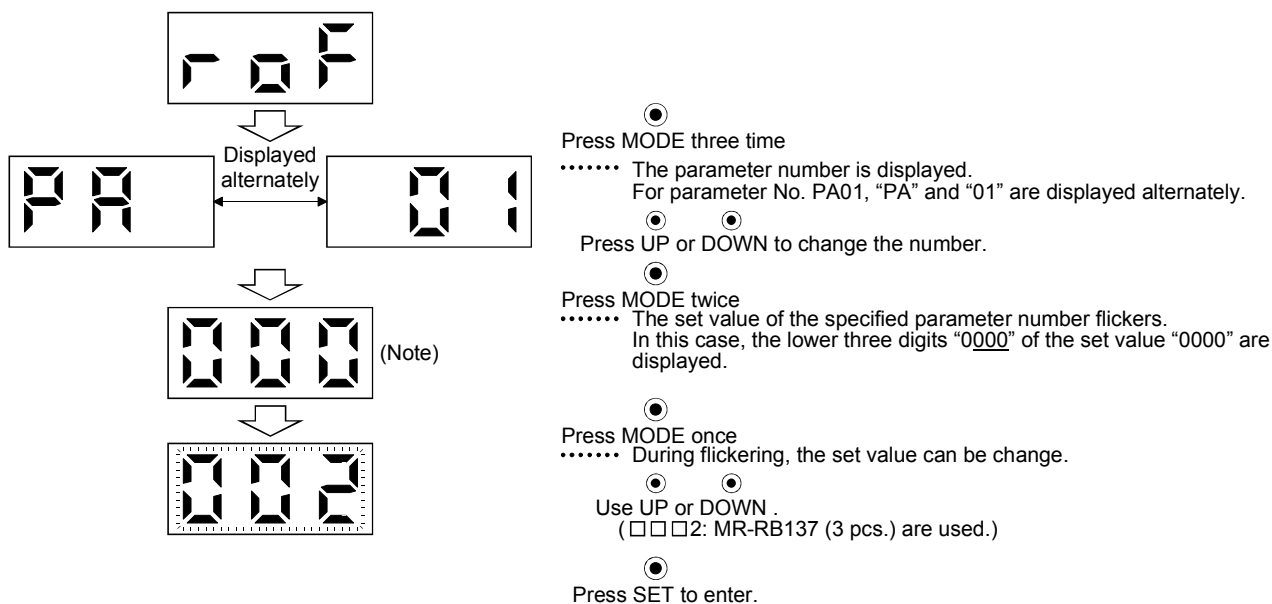 roF
Press MODE three time
Displayed
alternately
PA
01
....... The parameter number is displayed.
For parameter No. PA01, “PA” and “01” are displayed alternately.
Press UP or DOWN to change the number.
000
(Note)
Press MODE twice
....... The set value of the specified parameter number flickers.
In this case, the lower three digits “0000” of the set value “0000” are
displayed.
002
Press MODE once
....... During flickering, the set value can be change.
Use UP or DOWN .
(□□□2: MR-RB137 (3 pcs.) are used.)
Press SET to enter.